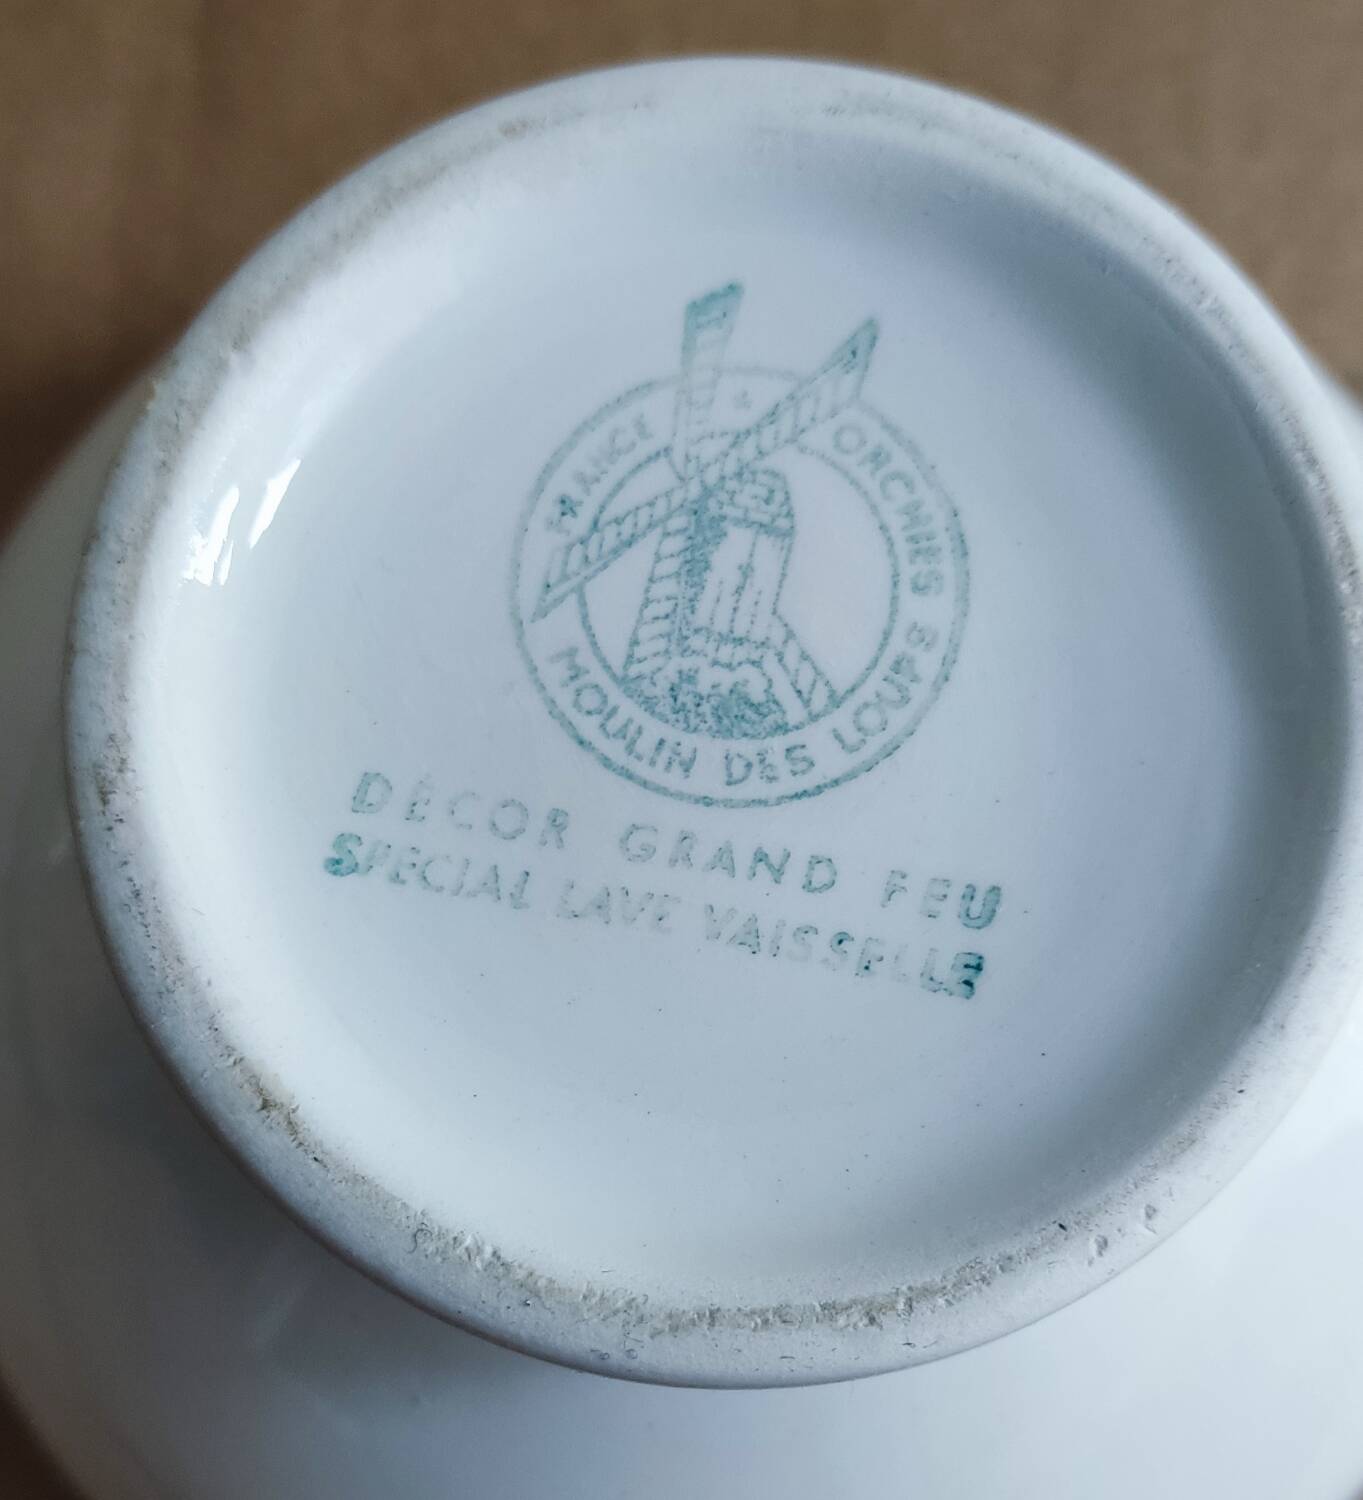 FRANCE & ORCHIES
MOULIN DES LOUPS
DÉCOR GRAND FEU
SPECIAL LAVE VAISSELLE